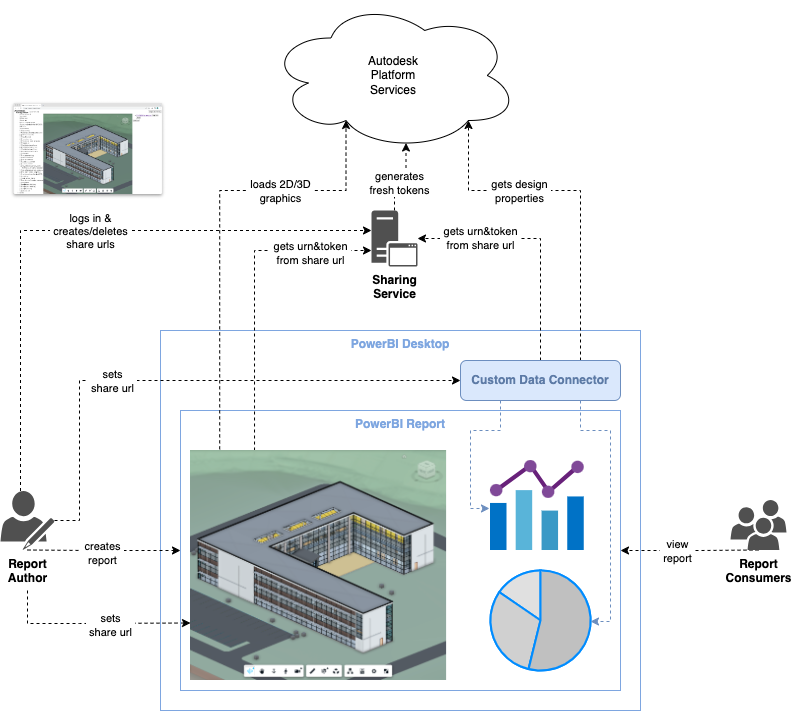 Autodesk
Platform
Services
loads 2D/3D
graphics
generates
fresh tokens
gets design
properties
logs in &
creates/deletes
share urls
gets urn&token
from share url
gets urn&token
from share url
Sharing
Service
PowerBI Desktop
sets
share url
Custom Data Connector
PowerBI Report
Report
Author
creates
report
view
report
Report
Consumers
sets
share url